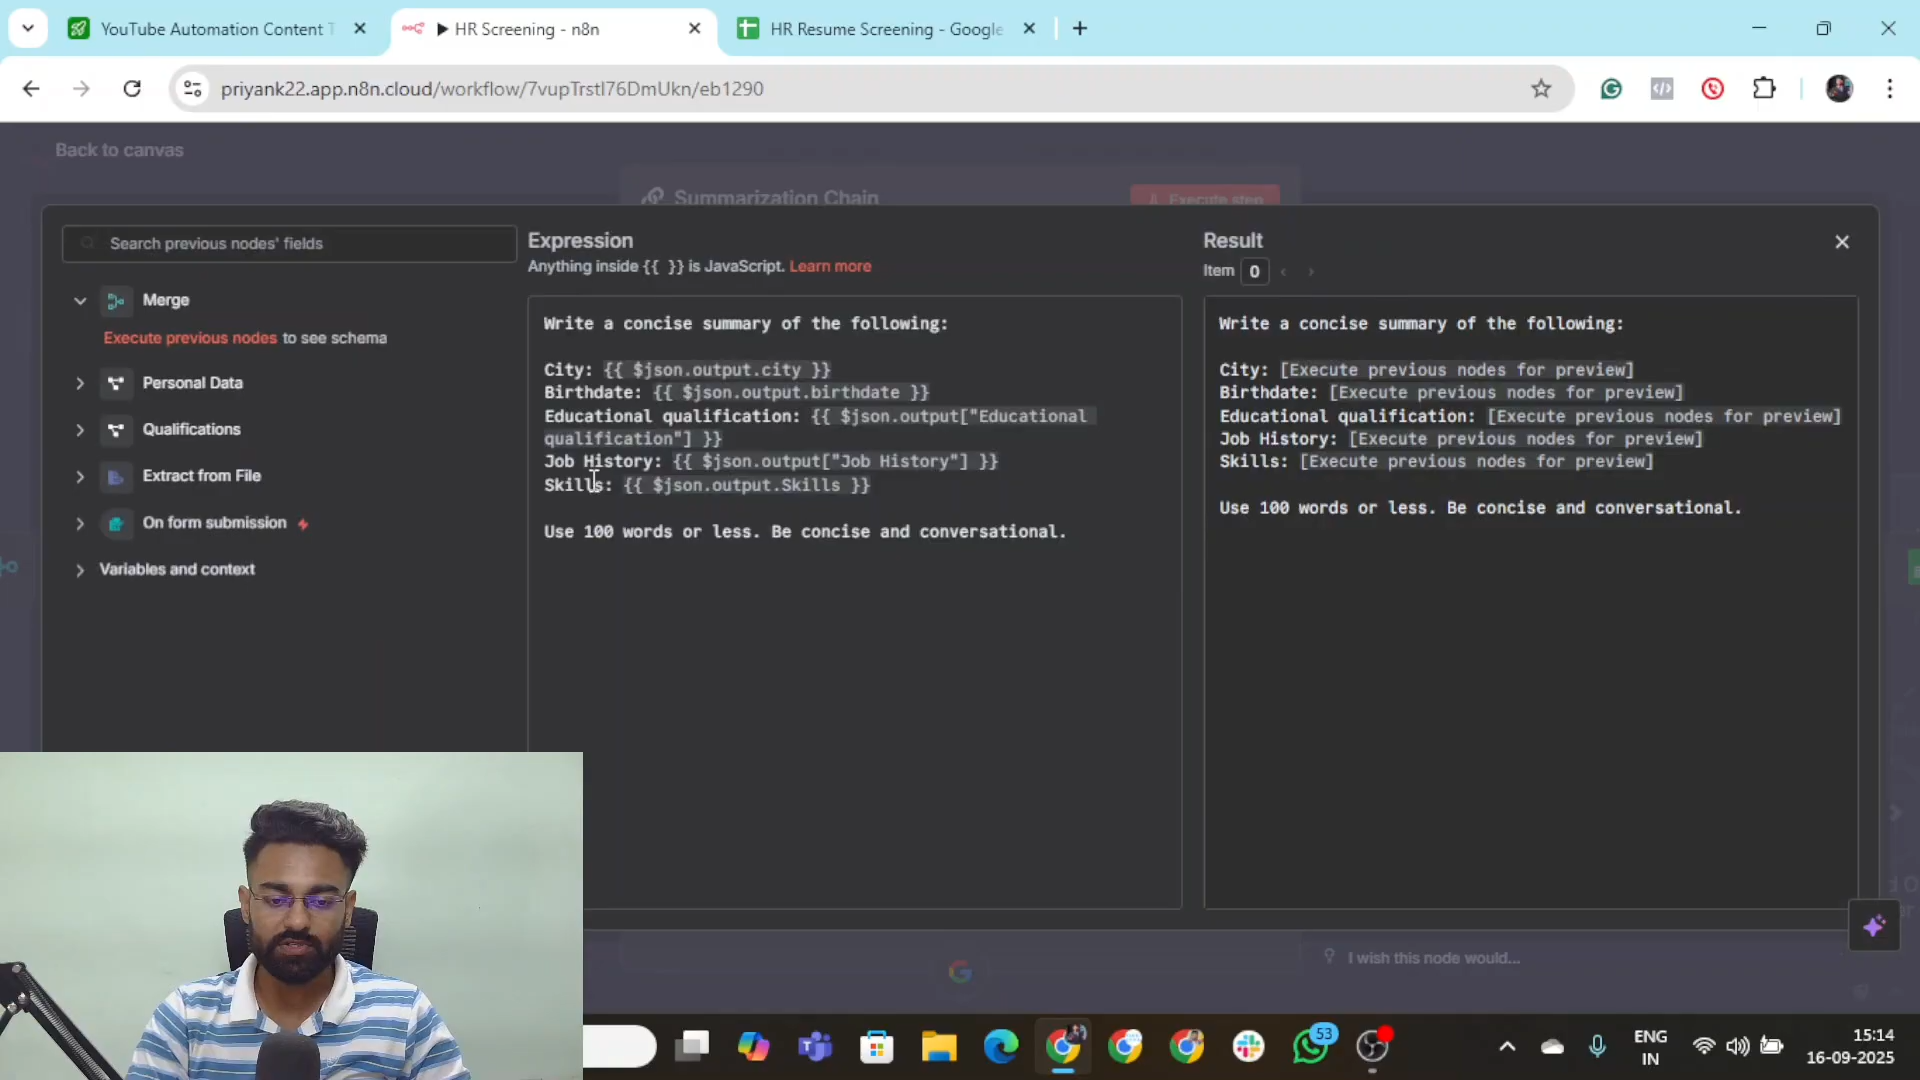 YouTube Automation Content T
HR Screening - n8n
HR Resume Screening - Google
priyank22.app.n8n.cloud/workflow/7vupTrstl76DmUkn/eb1290
Back to canvas
Summarization Chain
Execute step
Search previous nodes' fields
Merge
Execute previous nodes to see schema
Personal Data
Qualifications
Extract from File
On form submission
Variables and context
Expression
Anything inside {{ }} is JavaScript. Learn more
Write a concise summary of the following:
City: {{ $json.output.city }}
Birthdate: {{ $json.output.birthdate }}
Educational qualification: {{ $json.output["Educational
qualification"] }}
Job History: {{ $json.output["Job History"] }}
Skills: {{ $json.output.Skills }}
Use 100 words or less. Be concise and conversational.
Result
Item 0
Write a concise summary of the following:
City: [Execute previous nodes for preview]
Birthdate: [Execute previous nodes for preview]
Educational qualification: [Execute previous nodes for preview]
Job History: [Execute previous nodes for preview]
Skills: [Execute previous nodes for preview]
Use 100 words or less. Be concise and conversational.
I wish this node would...
53
ENG
IN
15:14
16-09-2025